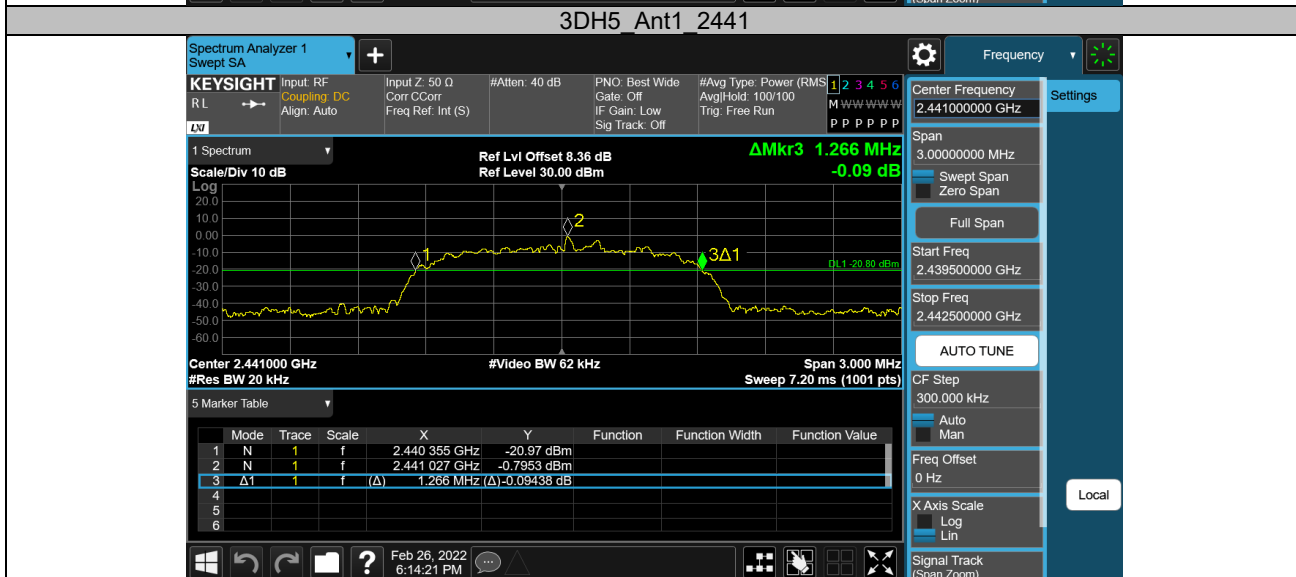 (Span Zoom)
3DH5_Ant1_2441
Spectrum Analyzer 1
Swept SA
+
Frequency
KEYSIGHT
RL
LXI
Input: RF
Coupling: DC
Align: Auto
Input Z: 50 Ω
Corr CCorr
Freq Ref: Int (S)
#Atten: 40 dB
PNO: Best Wide
Gate: Off
IF Gain: Low
Sig Track: Off
#Avg Type: Power (RMS
Avg|Hold: 100/100
Trig: Free Run
1 2 3 4 5 6
M W W W W W
P P P P P P
1 Spectrum
Scale/Div 10 dB
Ref Lvl Offset 8.36 dB
Ref Level 30.00 dBm
ΔMkr3 1.266 MHz
-0.09 dB
Log
20.0
10.0
0.00
-10.0
-20.0
-30.0
-40.0
-50.0
-60.0
1
2
3Δ1
DL1 -20.80 dBm
Center 2.441000 GHz
#Video BW 62 kHz
Span 3.000 MHz
#Res BW 20 kHz
Sweep 7.20 ms (1001 pts)
5 Marker Table
Mode Trace Scale X Y Function Function Width Function Value
1 N 1 f 2.440 355 GHz -20.97 dBm
2 N 1 f 2.441 027 GHz -0.7953 dBm
3 Δ1 1 f (Δ) 1.266 MHz (Δ) -0.09438 dB
4
5
6
Feb 26, 2022
6:14:21 PM
Center Frequency
2.441000000 GHz
Settings
Span
3.00000000 MHz
Swept Span
Zero Span
Full Span
Start Freq
2.439500000 GHz
Stop Freq
2.442500000 GHz
AUTO TUNE
CF Step
300.000 kHz
Auto
Man
Freq Offset
0 Hz
X Axis Scale
Log
Lin
Local
Signal Track
(Span Zoom)